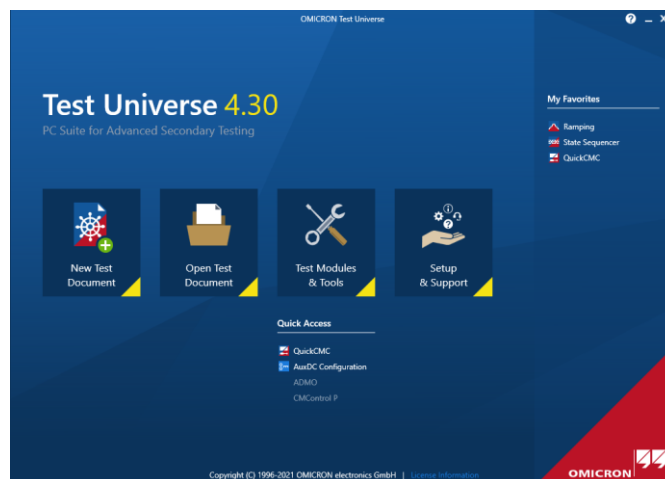 OMICRON Test Universe
Test Universe 4.30
PC Suite for Advanced Secondary Testing
New Test
Document
Open Test
Document
Test Modules
& Tools
Setup
& Support
Quick Access
QuickCMC
AuxDC Configuration
ADMO
CMControl P
My Favorites
Ramping
State Sequencer
QuickCMC
Copyright (C) 1996-2021 OMICRON electronics GmbH | License Information
OMICRON